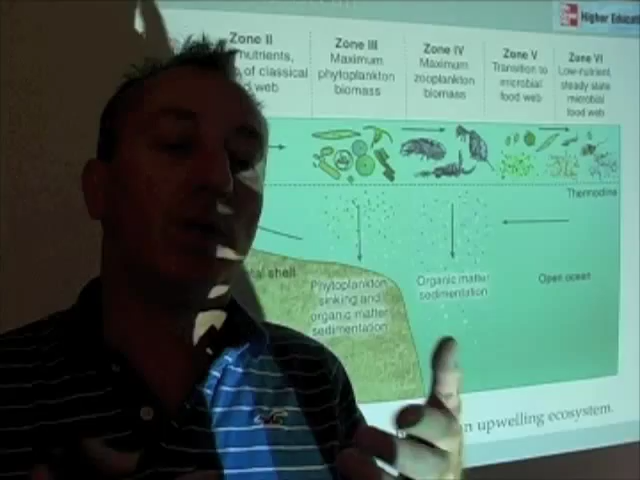 Higher Educati
Zone II
nutrients,
of classical
web
Zone III
Maximum
phytoplankton
biomass
Zone IV
Maximum
zooplankton
biomass
Zone V
Transition to
microbial
food web
Zone VI
Low-nutrient,
steady state
microbial
food web
Thermocline
tal shelf
Phytoplankton
sinking and
organic matter
sedimentation
Organic matter
sedimentation
Open ocean
n upwelling ecosystem.